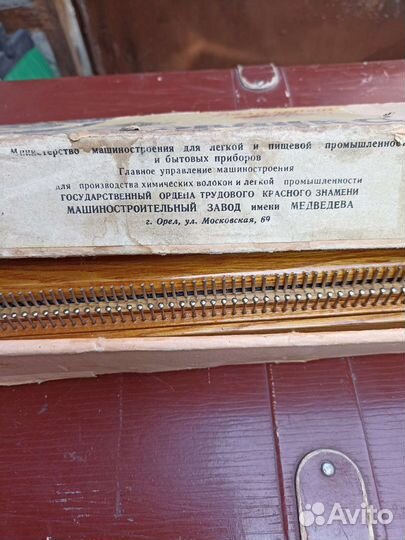 Министерство машиностроения для легкой и пищевой промышленност
и бытовых приборов
Главное управление машиностроения
для производства химических волокон и легкой промышленности
ГОСУДАРСТВЕННЫЙ ОРДЕНА ТРУДОВОГО КРАСНОГО ЗНАМЕНИ
МАШИНОСТРОИТЕЛЬНЫЙ ЗАВОД имени МЕДВЕДЕВА
г. Орел, ул. Московская, 69
Avito